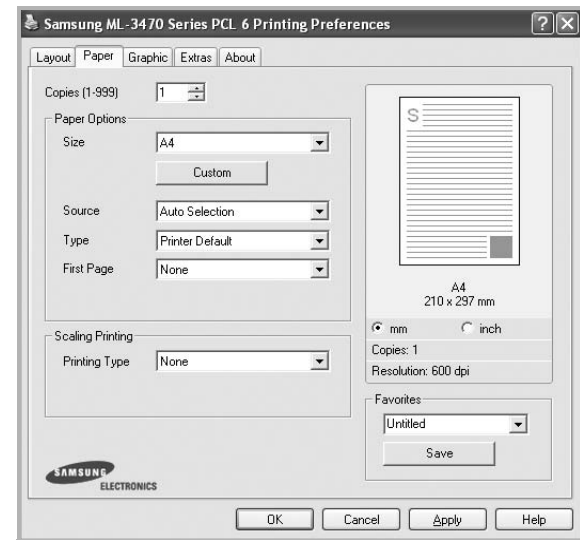 Samsung ML-3470 Series PCL 6 Printing Preferences
Layout Paper Graphic Extras About
Copies (1-999) 1
Paper Options
Size A4
Custom
Source Auto Selection
Type Printer Default
First Page None
Scaling Printing
Printing Type None
S
A4
210 x 297 mm
mm inch
Copies: 1
Resolution: 600 dpi
Favorites
Untitled
Save
SAMSUNG
ELECTRONICS
OK Cancel Apply Help